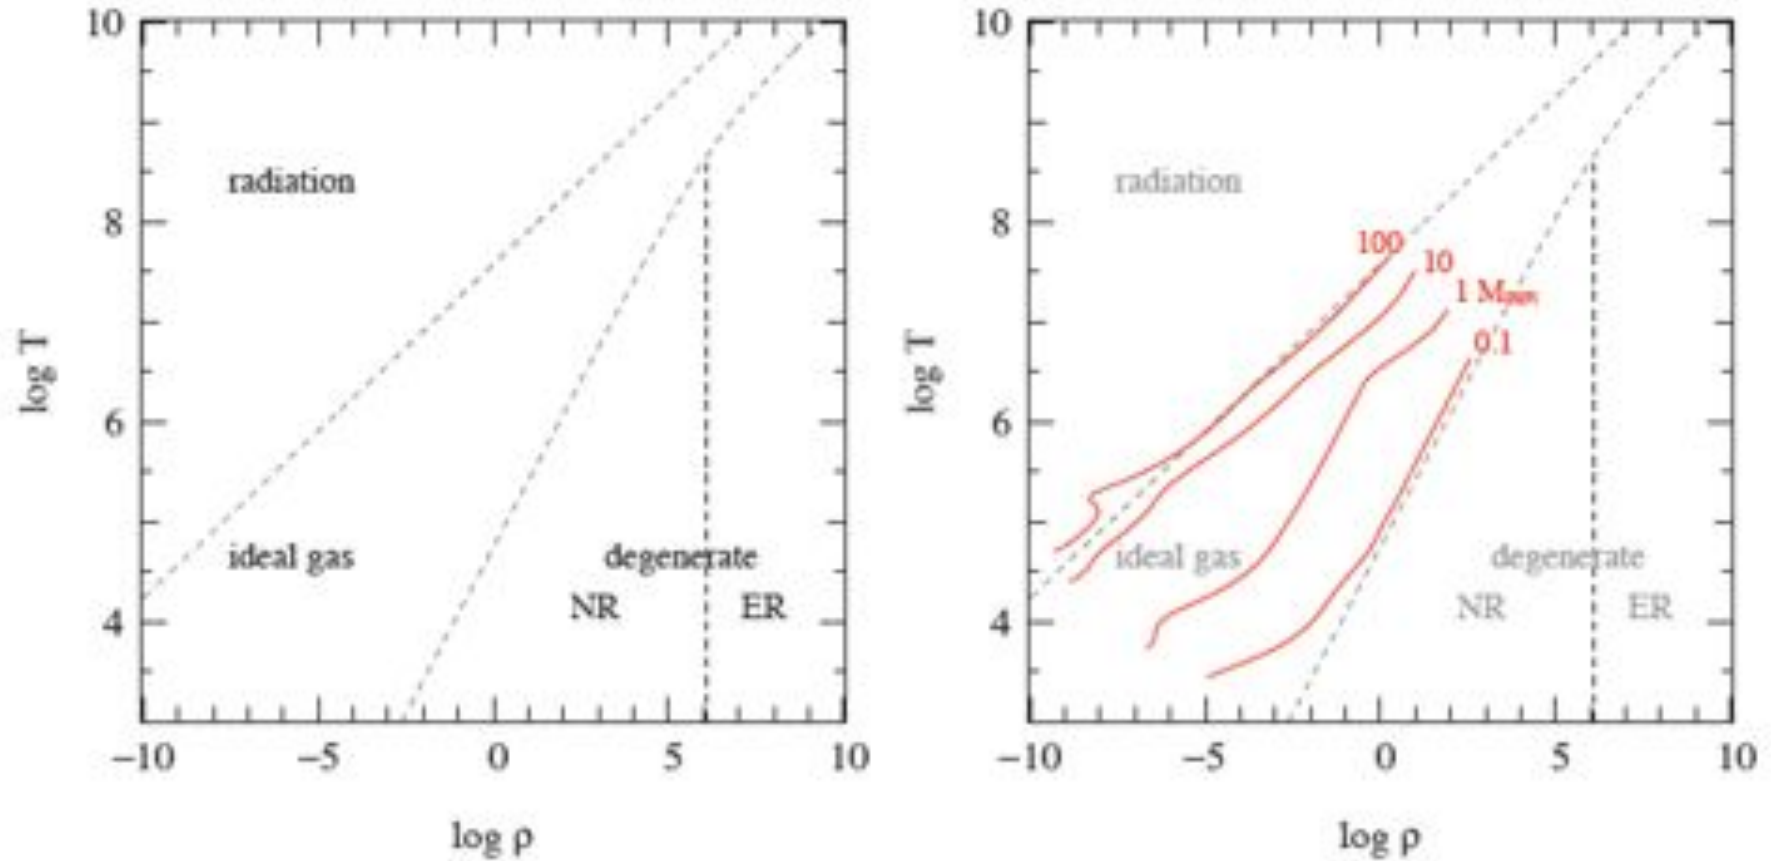 10
8
6
4
log T
radiation
ideal gas
degenerate
NR
ER
−10
−5
0
5
10
log ρ
10
8
6
4
log T
radiation
100
10
1 M_sun
0.1
ideal gas
degenerate
NR
ER
−10
−5
0
5
10
log ρ